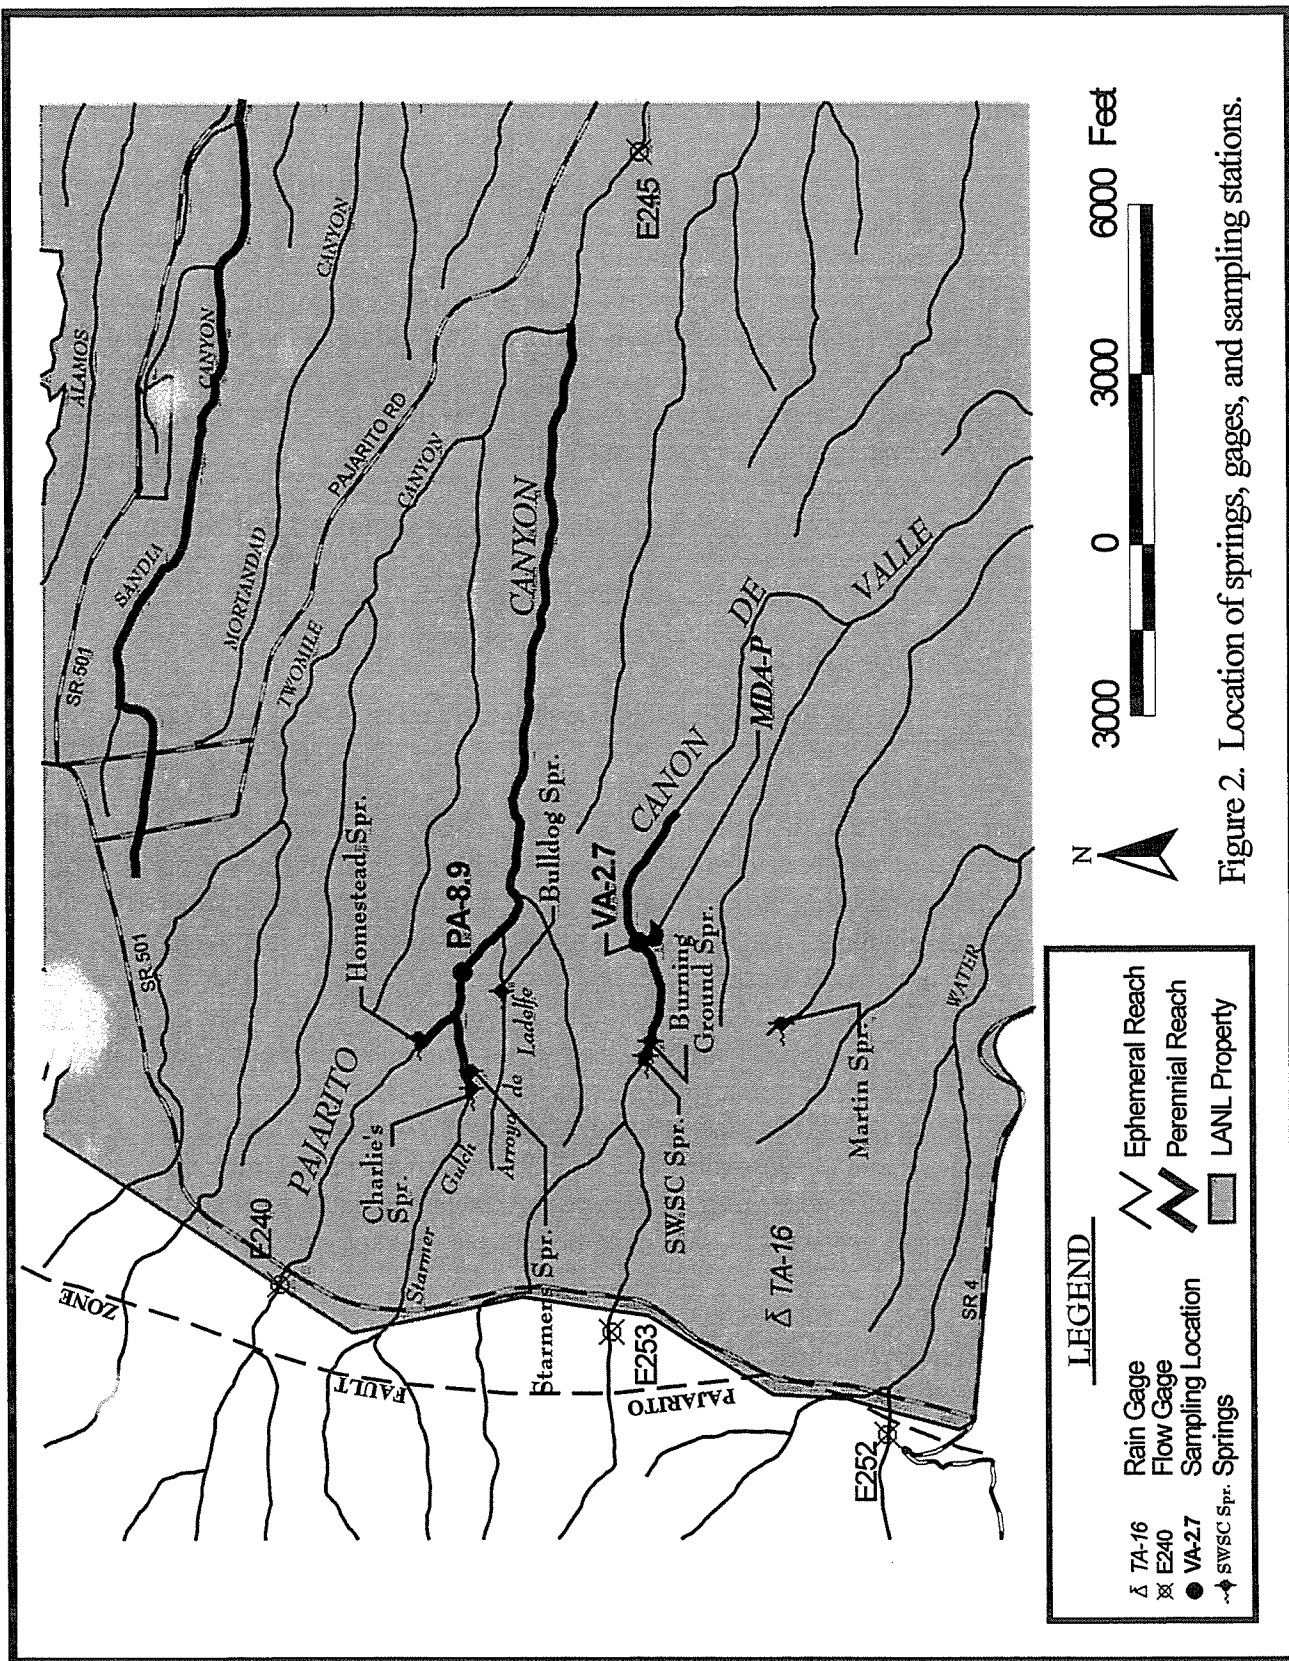 ALAMOS
SR 501
SANDIA
CANYON
MORTANDAD
CANYON
TWOMILE
PAJARITO RD
CANYON
SR 501
ZONE
E240
PAJARITO
Homestead Spr.
PA-8.9
CANYON
E245
Charlie's
Spr.
Starmer
Gulch
Arroyo de Ladelfe
Bulldog Spr.
FAULT
Starmers Spr.
E253
PAJARITO
SWSC Spr.
Burning
Ground Spr.
VA-2.7
CANON
DE
VALLE
MDA-P
TA-16
Martin Spr.
WATER
E252
SR 4
LEGEND
TA-16 Rain Gage
E240 Flow Gage
VA-2.7 Sampling Location
SWSC Spr. Springs
Ephemeral Reach
Perennial Reach
LANL Property
N
3000 0 3000 6000 Feet
Figure 2. Location of springs, gages, and sampling stations.